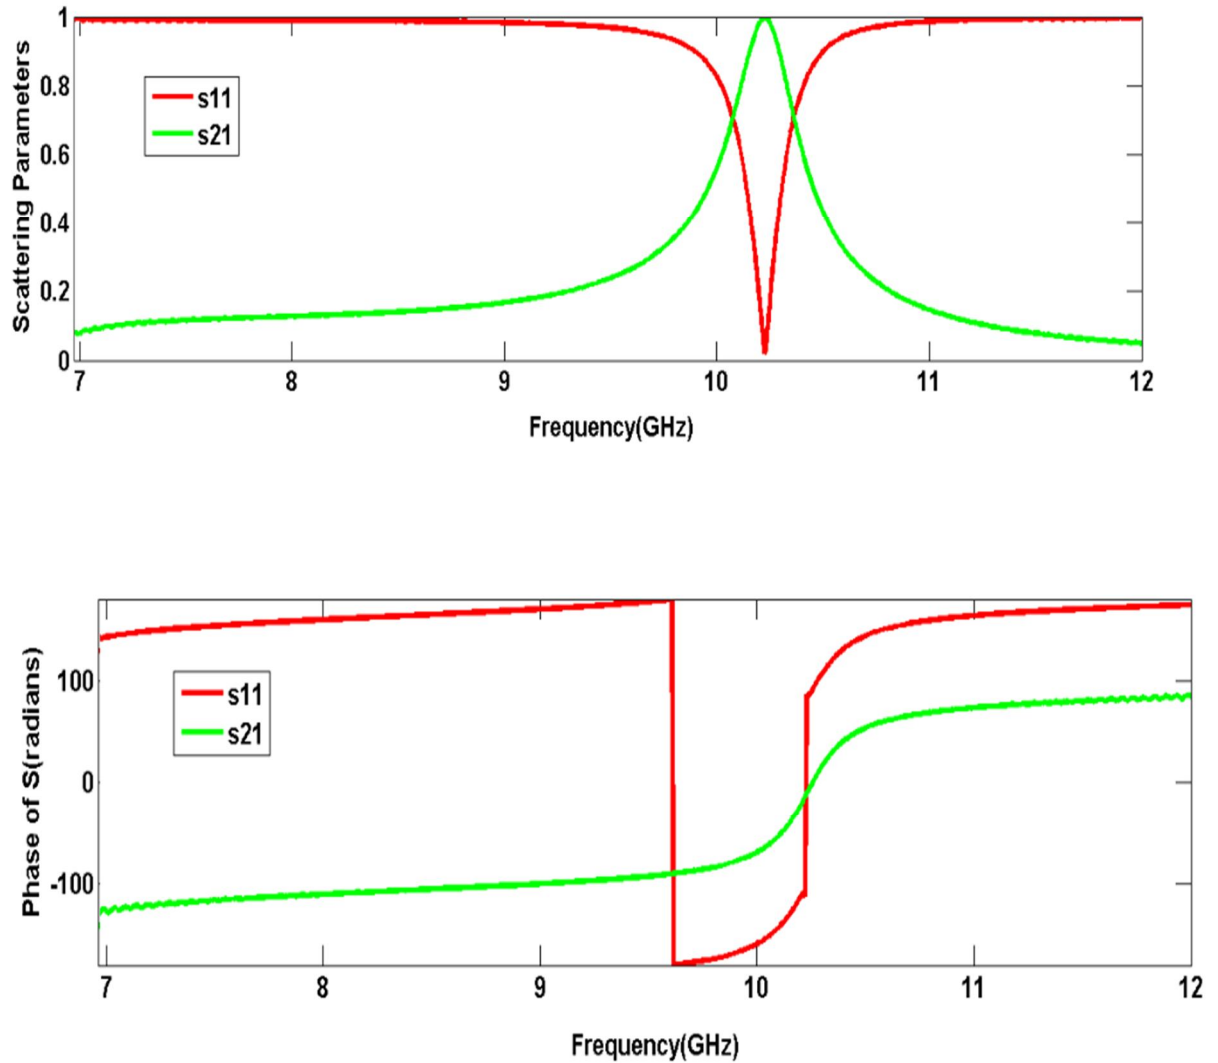 Scattering Parameters
1
0.8
0.6
0.4
0.2
0
s11
s21
7 8 9 10 11 12
Frequency(GHz)
Phase of S(radians)
100
0
-100
s11
s21
7 8 9 10 11 12
Frequency(GHz)